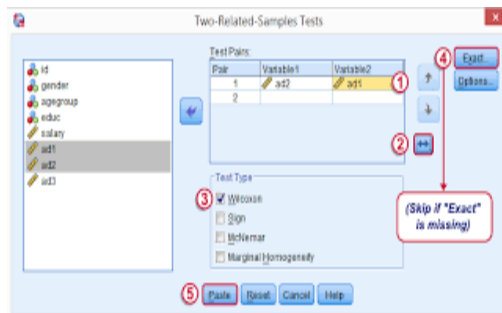 Two-Related-Samples Tests
x
id
gender
agegroup
educ
salary
ad1
ad2
ad3
Test Pairs:
Pair Variable1 Variable2
1 ad2 ad1 1
2
2
4
Exact...
Options...
(Skip if "Exact"
is missing)
Test Type
3 Wilcoxon
Sign
McNemar
Marginal Homogeneity
5 Paste Reset Cancel Help